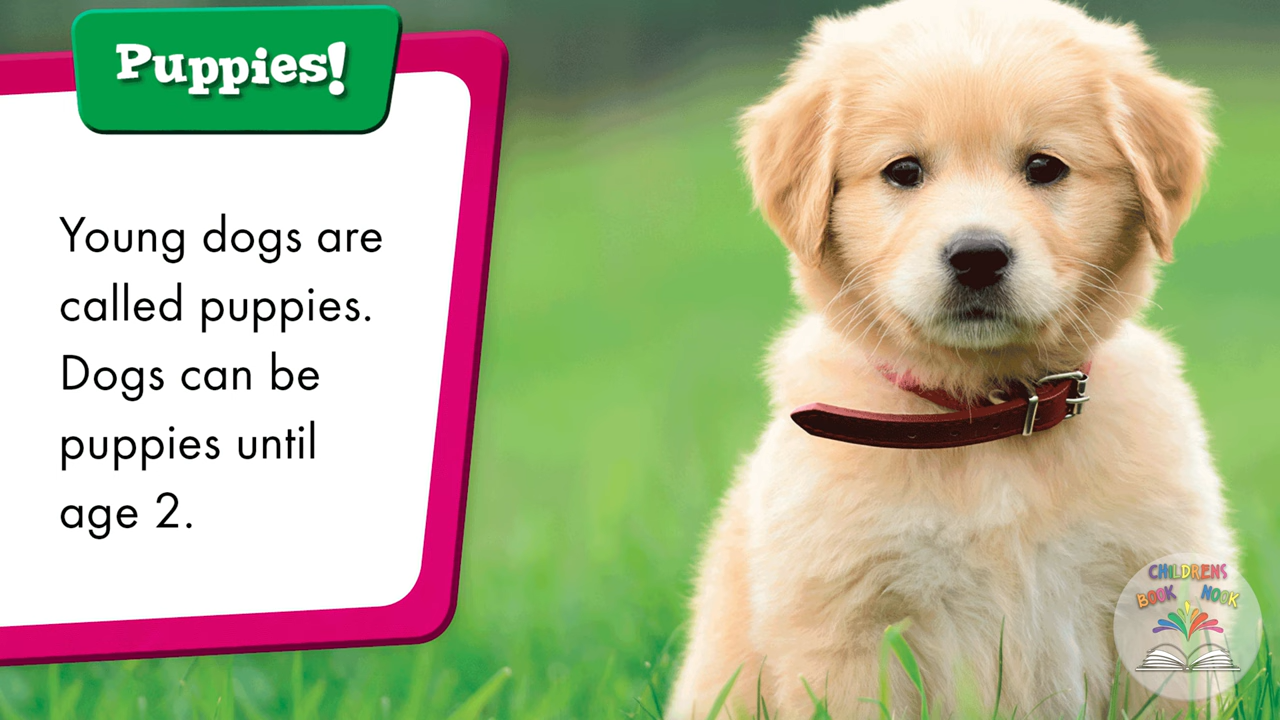 Puppies!
Young dogs are
called puppies.
Dogs can be
puppies until
age 2.
CHILDRENS
BOOK NOOK